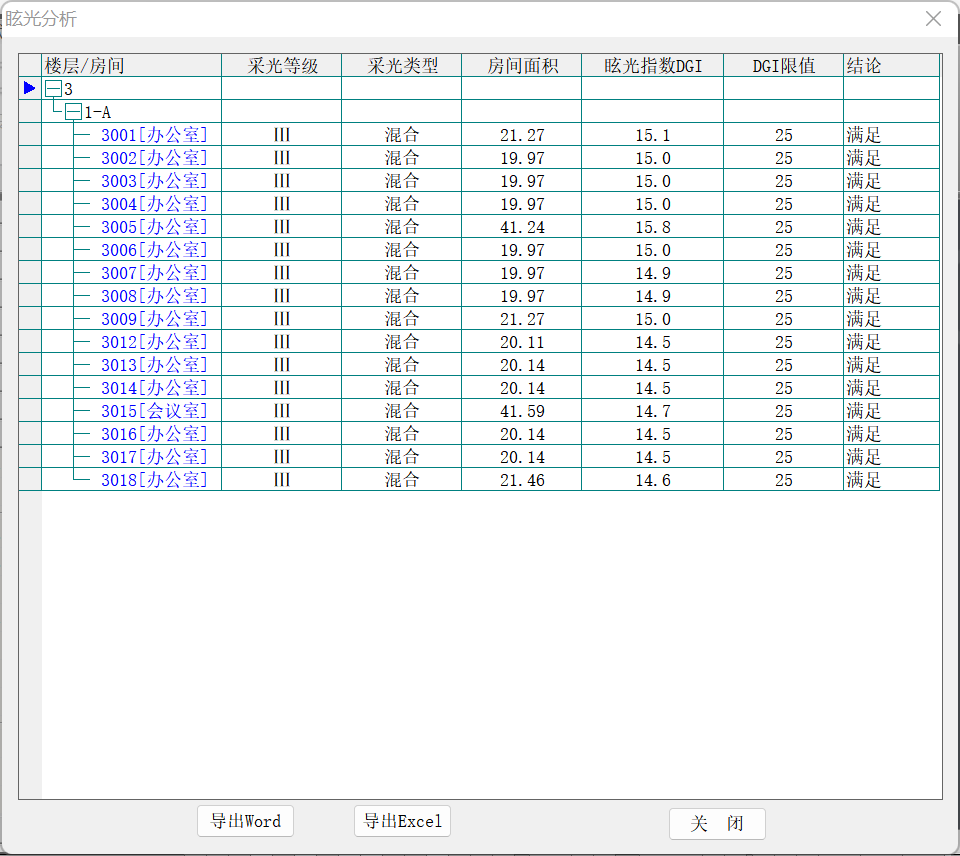 眩光分析
楼层/房间 采光等级 采光类型 房间面积 眩光指数DGI DGI限值 结论
3
1-A
3001[办公室] III 混合 21.27 15.1 25 满足
3002[办公室] III 混合 19.97 15.0 25 满足
3003[办公室] III 混合 19.97 15.0 25 满足
3004[办公室] III 混合 19.97 15.0 25 满足
3005[办公室] III 混合 41.24 15.8 25 满足
3006[办公室] III 混合 19.97 15.0 25 满足
3007[办公室] III 混合 19.97 14.9 25 满足
3008[办公室] III 混合 19.97 14.9 25 满足
3009[办公室] III 混合 21.27 15.0 25 满足
3012[办公室] III 混合 20.11 14.5 25 满足
3013[办公室] III 混合 20.14 14.5 25 满足
3014[办公室] III 混合 20.14 14.5 25 满足
3015[会议室] III 混合 41.59 14.7 25 满足
3016[办公室] III 混合 20.14 14.5 25 满足
3017[办公室] III 混合 20.14 14.5 25 满足
3018[办公室] III 混合 21.46 14.6 25 满足
导出Word 导出Excel 关 闭